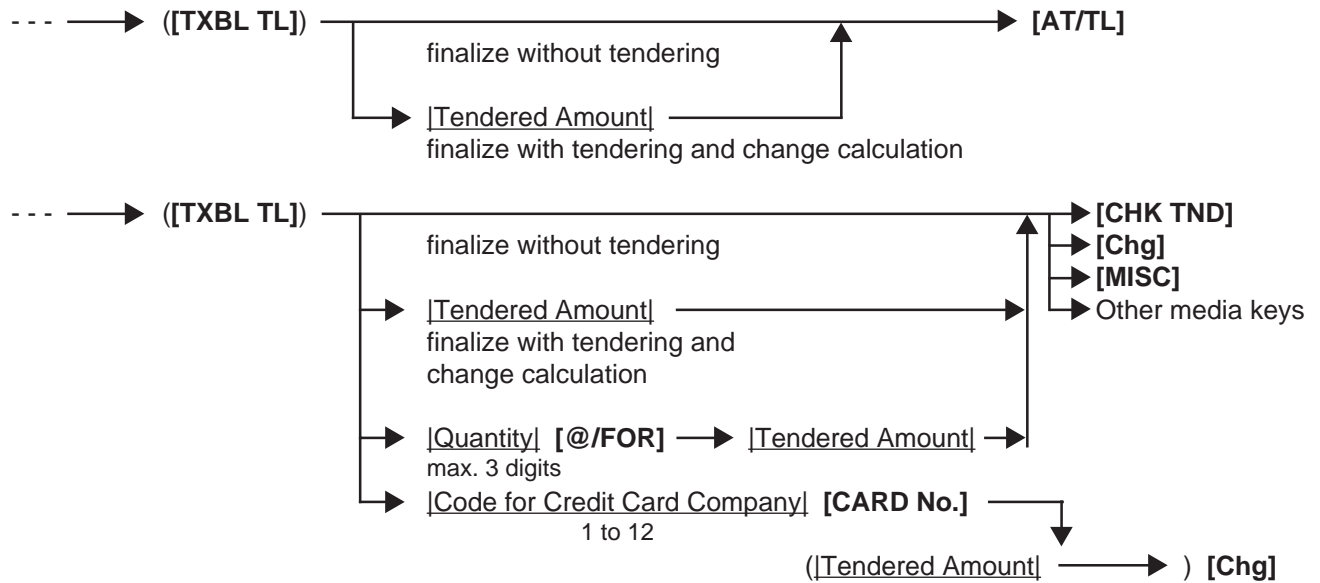 - - - ([TXBL TL]) [AT/TL]
finalize without tendering
|Tendered Amount|
finalize with tendering and change calculation
- - - ([TXBL TL]) [CHK TND]
finalize without tendering [Chg]
[MISC]
|Tendered Amount| Other media keys
finalize with tendering and
change calculation
|Quantity| [@/FOR] |Tendered Amount|
max. 3 digits
|Code for Credit Card Company| [CARD No.]
1 to 12
(|Tendered Amount| ) [Chg]